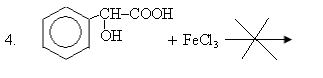 CH-COOH
OH
4. + FeCl3